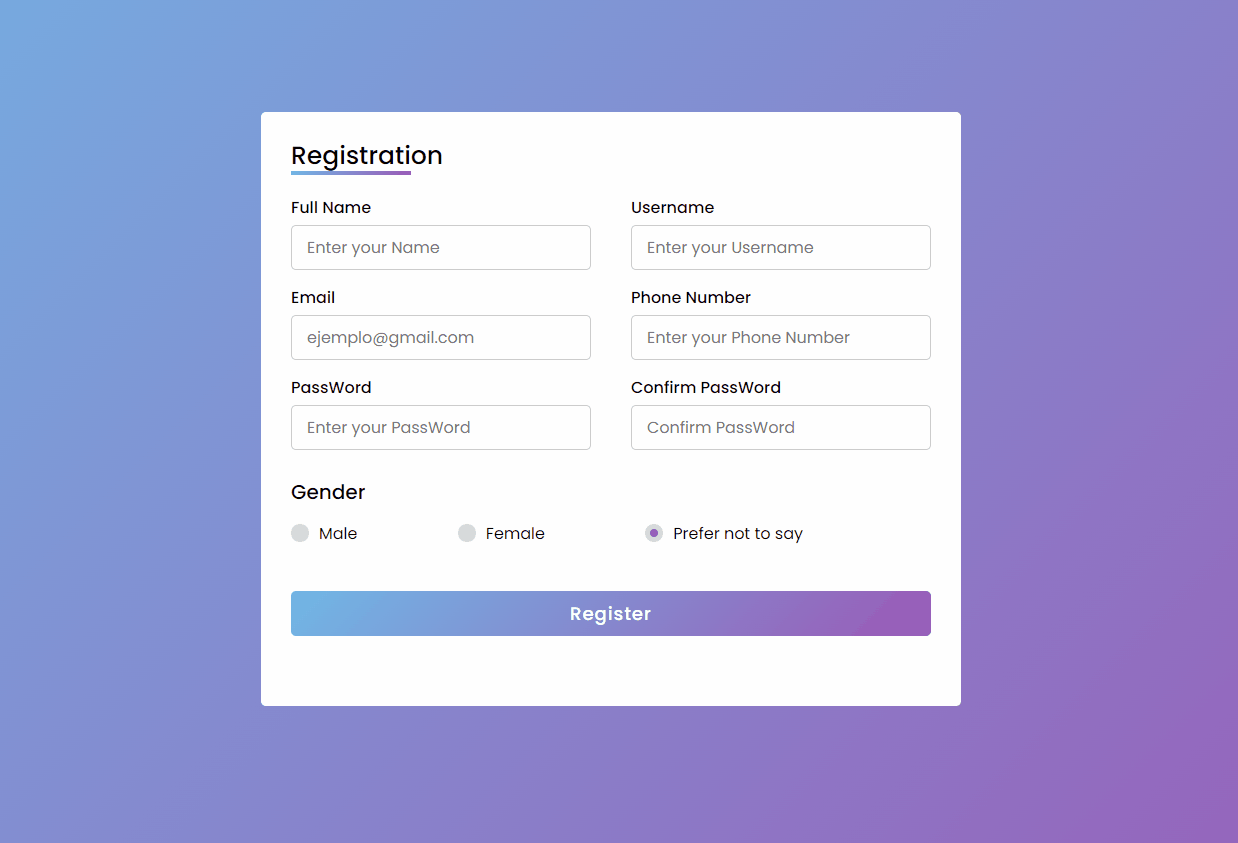 Registration
Full Name
Username
Enter your Name
Enter your Username
Email
Phone Number
ejemplo@gmail.com
Enter your Phone Number
PassWord
Confirm PassWord
Enter your PassWord
Confirm PassWord
Gender
Male
Female
Prefer not to say
Register